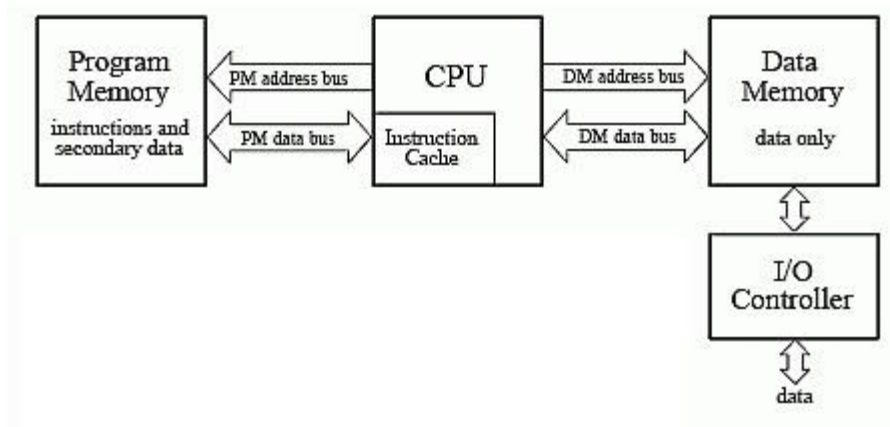 Program
Memory
instructions and
secondary data
PM address bus
PM data bus
CPU
Instruction
Cache
DM address bus
DM data bus
Data
Memory
data only
I/O
Controller
data